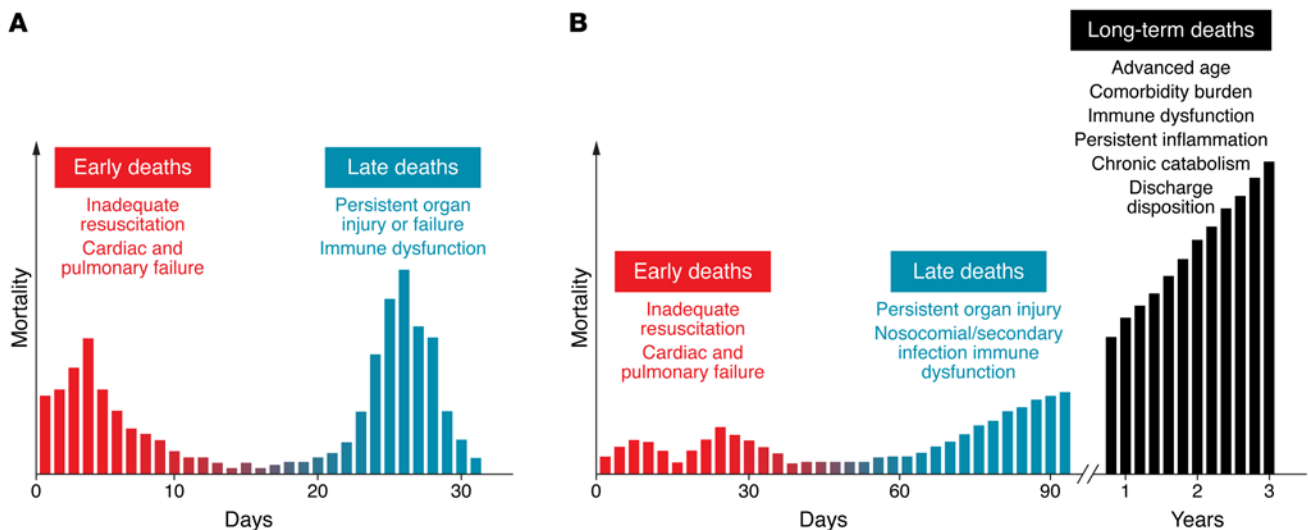 A
Early deaths
Inadequate
resuscitation
Cardiac and
pulmonary failure
Late deaths
Persistent organ
injury or failure
Immune dysfunction
Mortality
0
10
20
30
Days
B
Early deaths
Inadequate
resuscitation
Cardiac and
pulmonary failure
Late deaths
Persistent organ injury
Nosocomial/secondary
infection immune
dysfunction
Long-term deaths
Advanced age
Comorbidity burden
Immune dysfunction
Persistent inflammation
Chronic catabolism
Discharge
disposition
Mortality
0
30
60
90
1
2
3
Days
Years